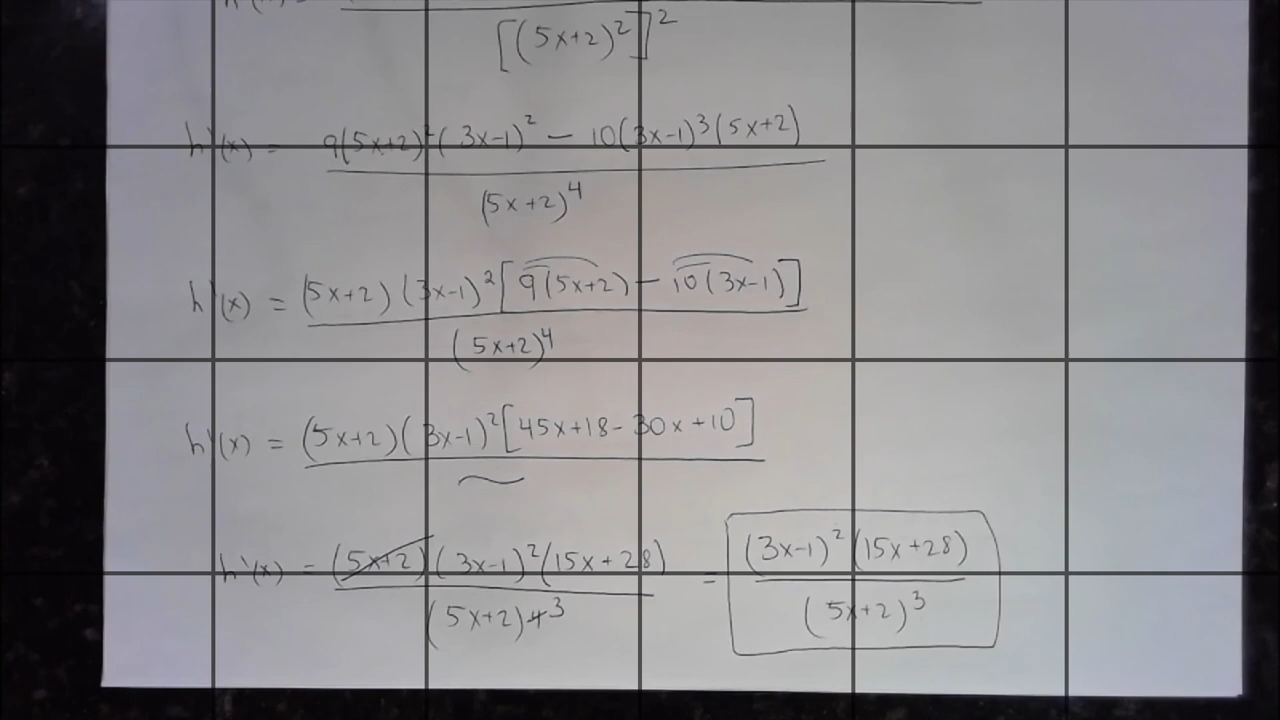 [(5x+2)²]²
h'(x) = 9(5x+2)²(3x-1)² - 10(3x-1)³(5x+2)
(5x+2)⁴
h'(x) = (5x+2)(3x-1)²[9(5x+2) - 10(3x-1)]
(5x+2)⁴
h'(x) = (5x+2)(3x-1)²[45x+18-30x+10]
h'(x) = (5x+2)(3x-1)²(15x+28) = (3x-1)²(15x+28)
(5x+2)4³ (5x+2)³